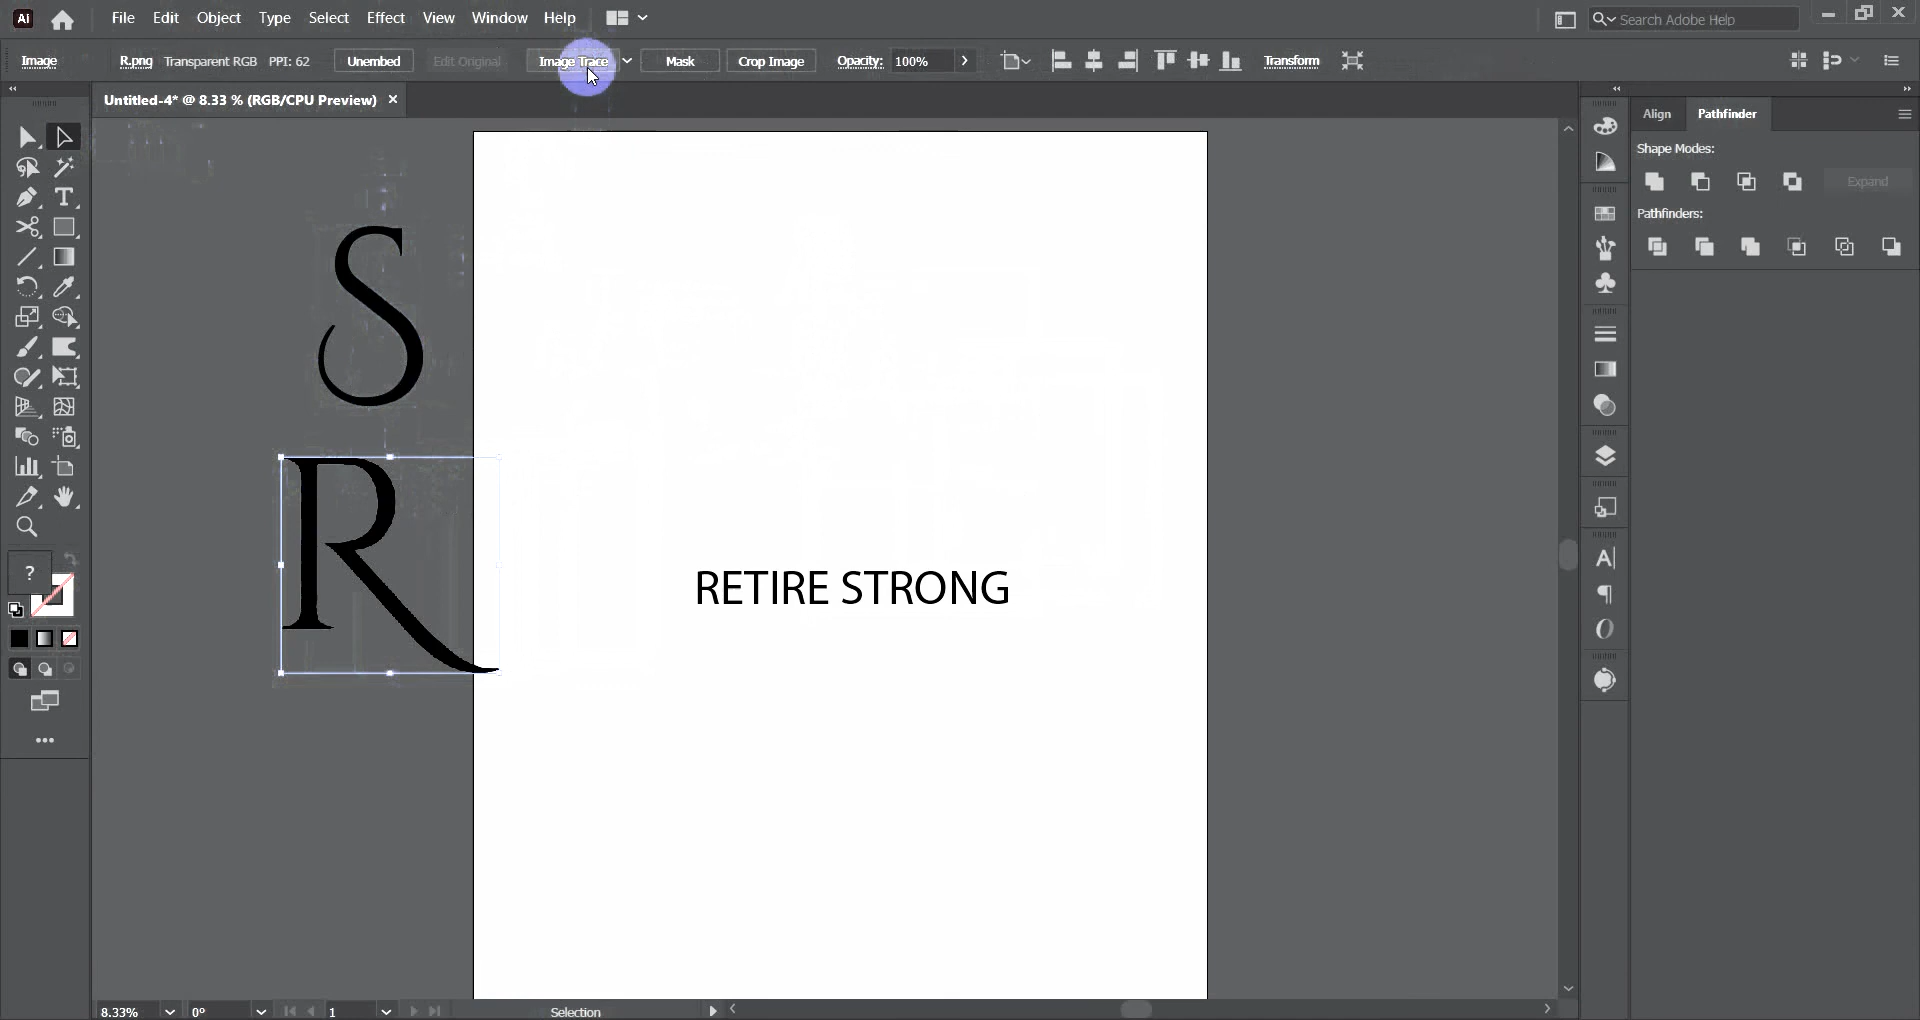 Ai File Edit Object Type Select Effect View Window Help Search Adobe Help
Image R.png Transparent RGB PPI: 62 Unembed Edit Original Image Trace Mask Crop Image Opacity: 100% Transform
Untitled-4* @ 8.33 % (RGB/CPU Preview) ×
Align Pathfinder
Shape Modes:
Expand
Pathfinders:
S
R
RETIRE STRONG
?
8.33% 0° 1 Selection